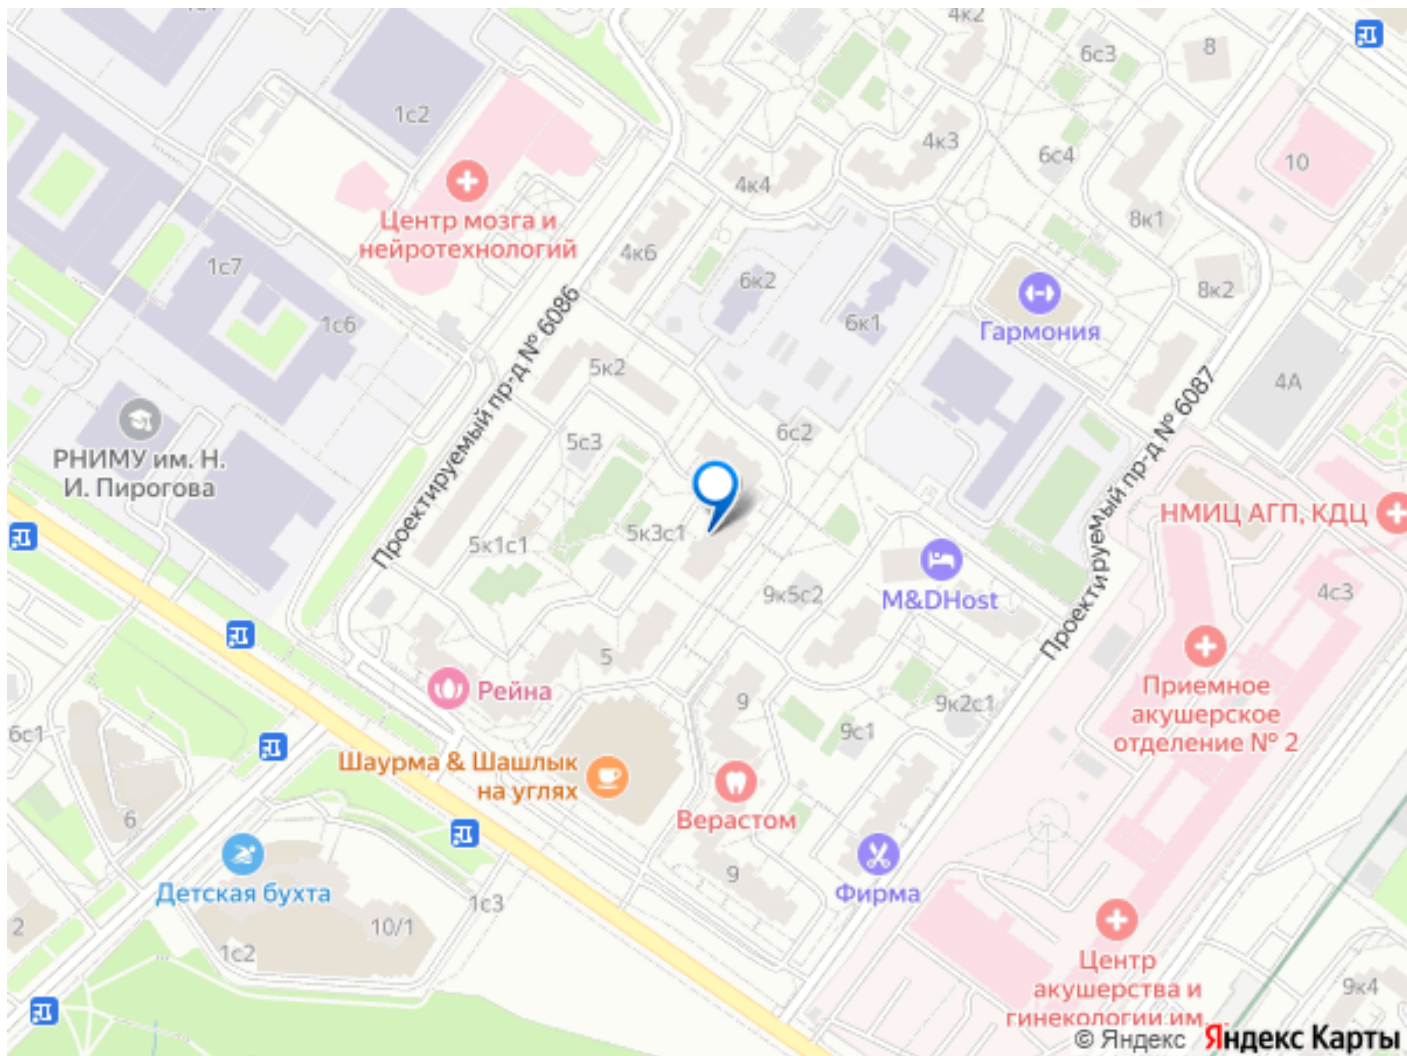 4к2
6с3
8
1с2
4к3
6с4
10
4к4
Центр мозга и
нейротехнологий
8к1
4к6
1с7
6к2
8к2
6к1
Гармония
1с6
Проектируемый пр-д № 6086
5к2
4А
Проектируемый пр-д № 6087
6с2
5с3
РНИМУ им. Н.
И. Пирогова
НМИЦ АГП, КДЦ
5к3с1
5к1с1
9к5с2
M&DHost
4с3
5
Рейна
Приемное
акушерское
отделение № 2
9
9к2с1
9с1
6с1
Шаурма & Шашлык
на углях
Верастом
6
9
Детская бухта
Фирма
1с3
2
10/1
1с2
Центр
акушерства и
гинекологии им.
9к4
© Яндекс Яндекс Карты